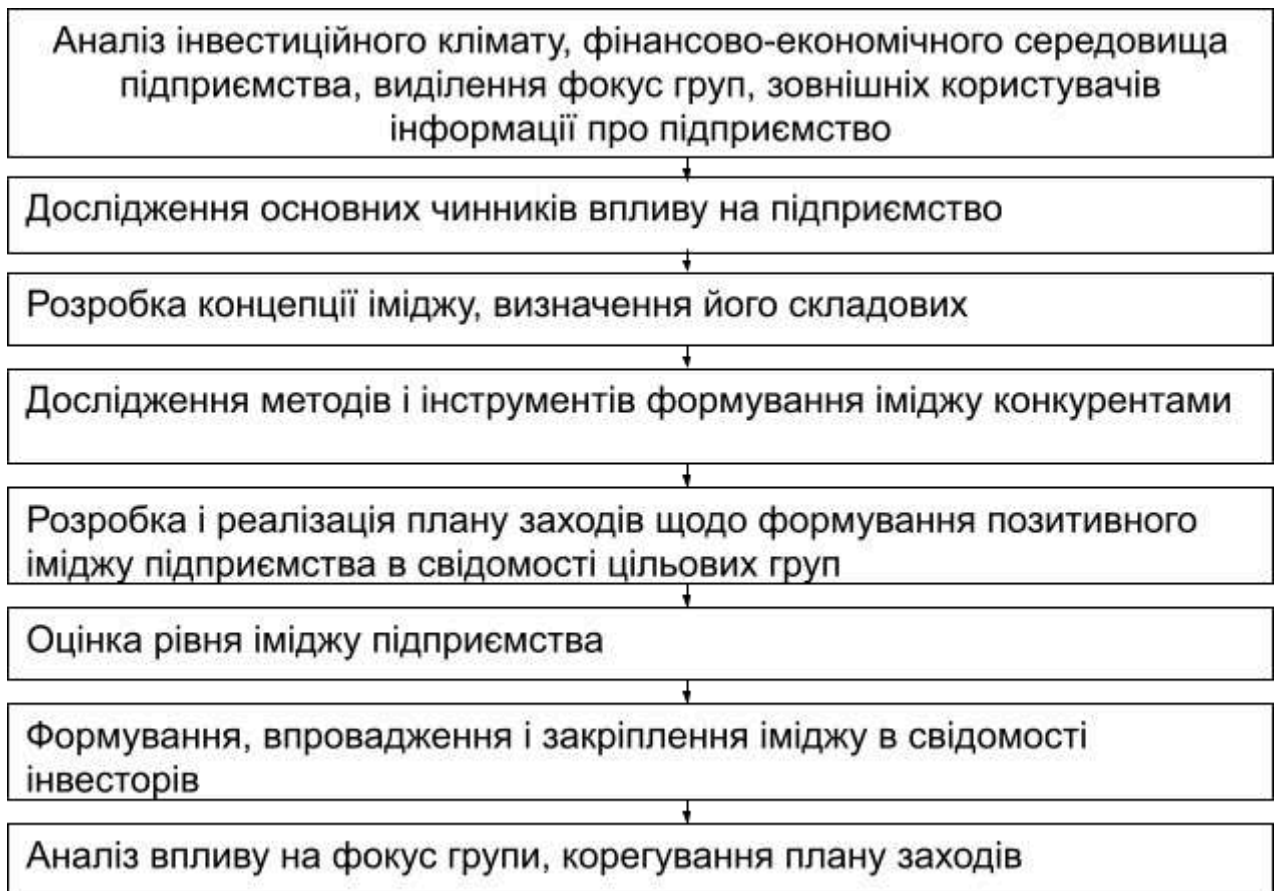 Аналіз інвестиційного клімату, фінансово-економічного середовища
підприємства, виділення фокус груп, зовнішніх користувачів
інформації про підприємство
Дослідження основних чинників впливу на підприємство
Розробка концепції іміджу, визначення його складових
Дослідження методів і інструментів формування іміджу конкурентами
Розробка і реалізація плану заходів щодо формування позитивного
іміджу підприємства в свідомості цільових груп
Оцінка рівня іміджу підприємства
Формування, впровадження і закріплення іміджу в свідомості
інвесторів
Аналіз впливу на фокус групи, корегування плану заходів